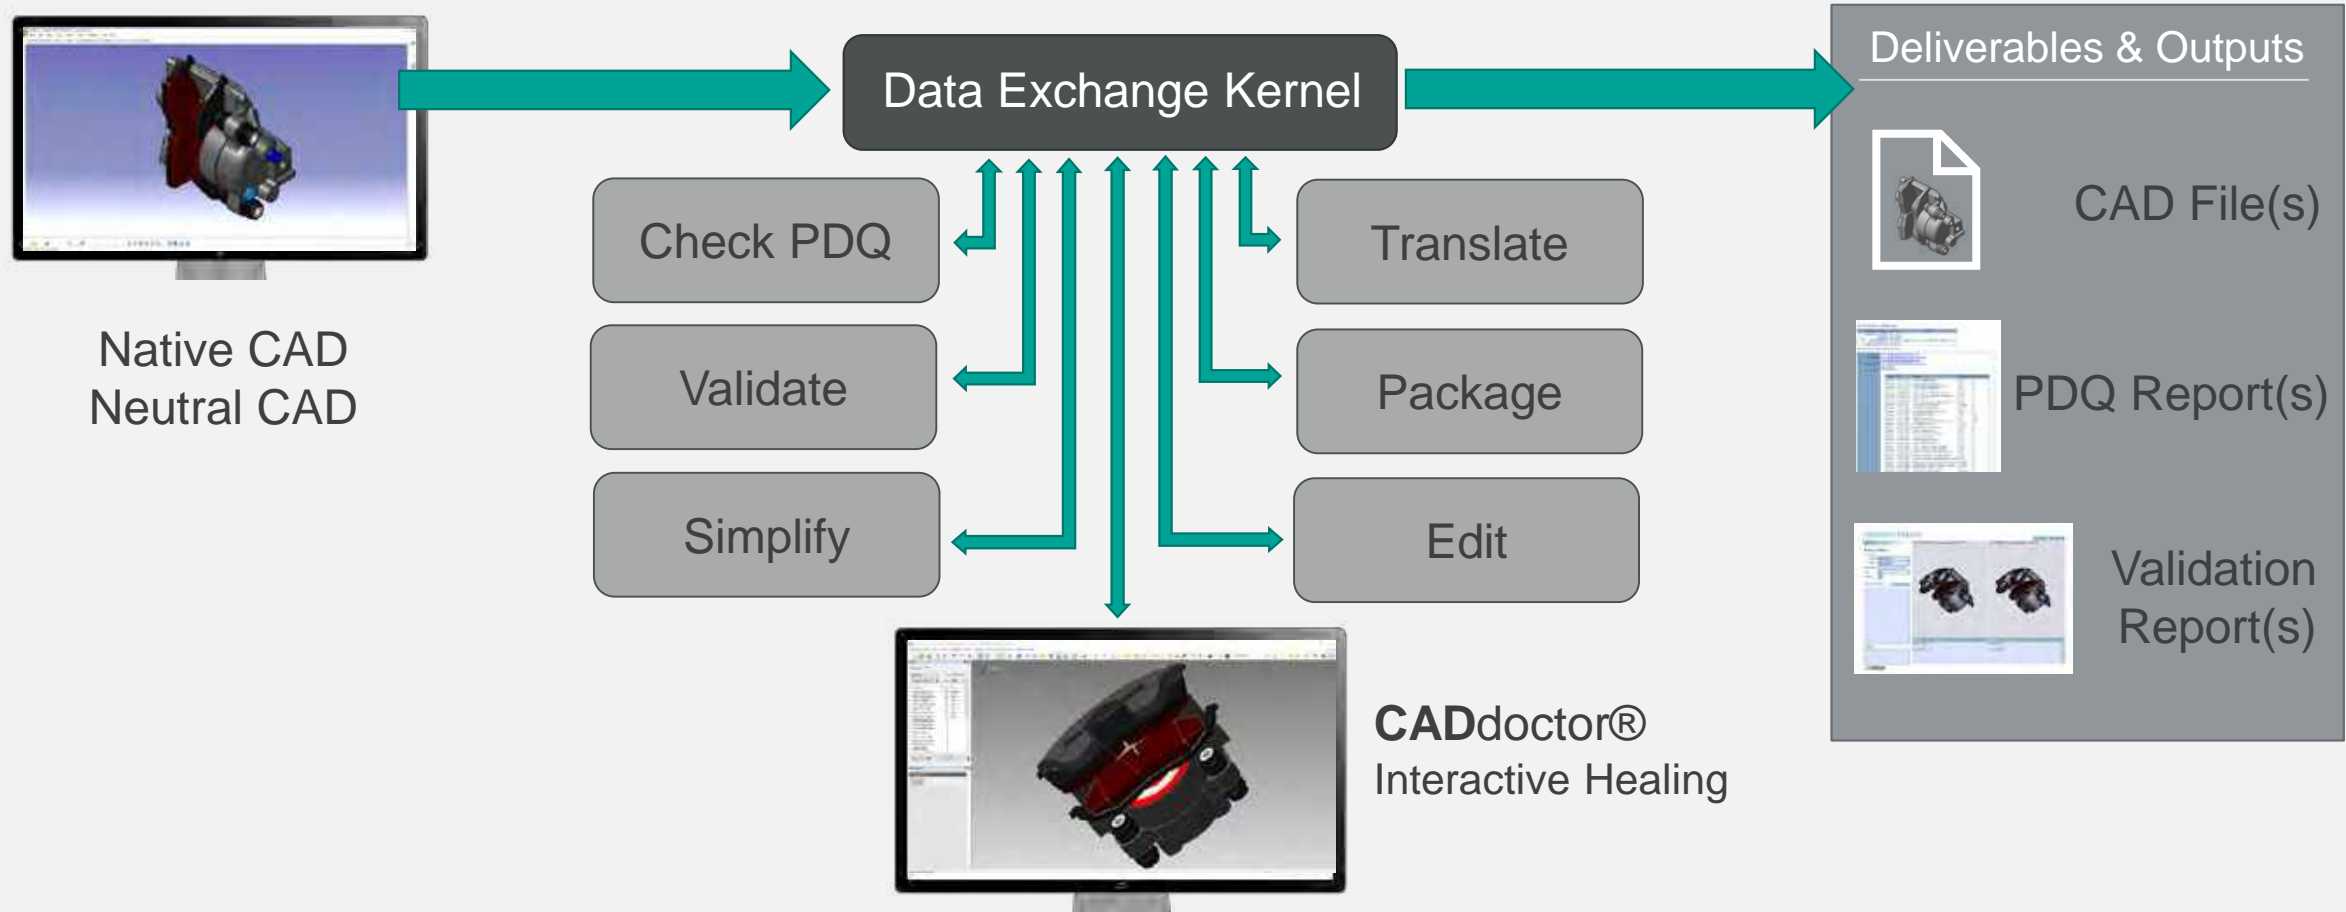 Data Exchange Kernel
Deliverables & Outputs
Native CAD
Neutral CAD
Check PDQ
Validate
Simplify
Translate
Package
Edit
CADdoctor®
Interactive Healing
CAD File(s)
PDQ Report(s)
Validation
Report(s)